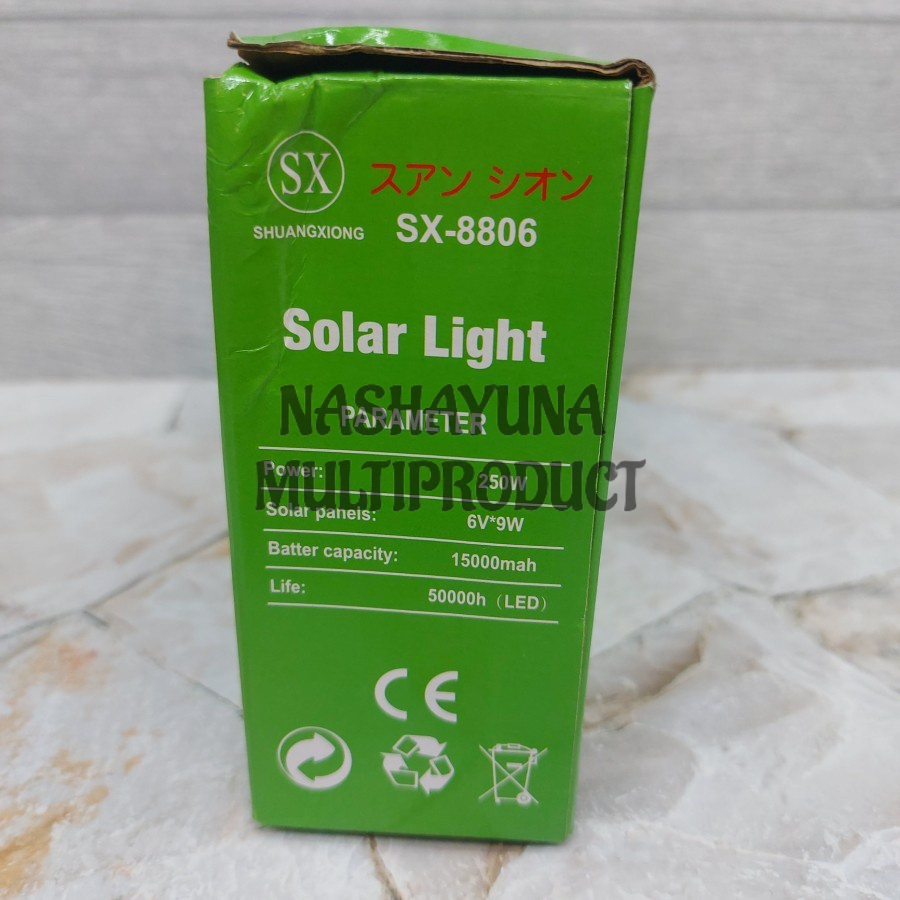 SX
スアン シオン
SHUANGXIONG
SX-8806
Solar Light
NASHAYUNA
PARAMETER
MULTIPRODUCT
Power: 250W
Solar panels: 6V*9W
Batter capacity: 15000mah
Life: 50000h（LED）
CE